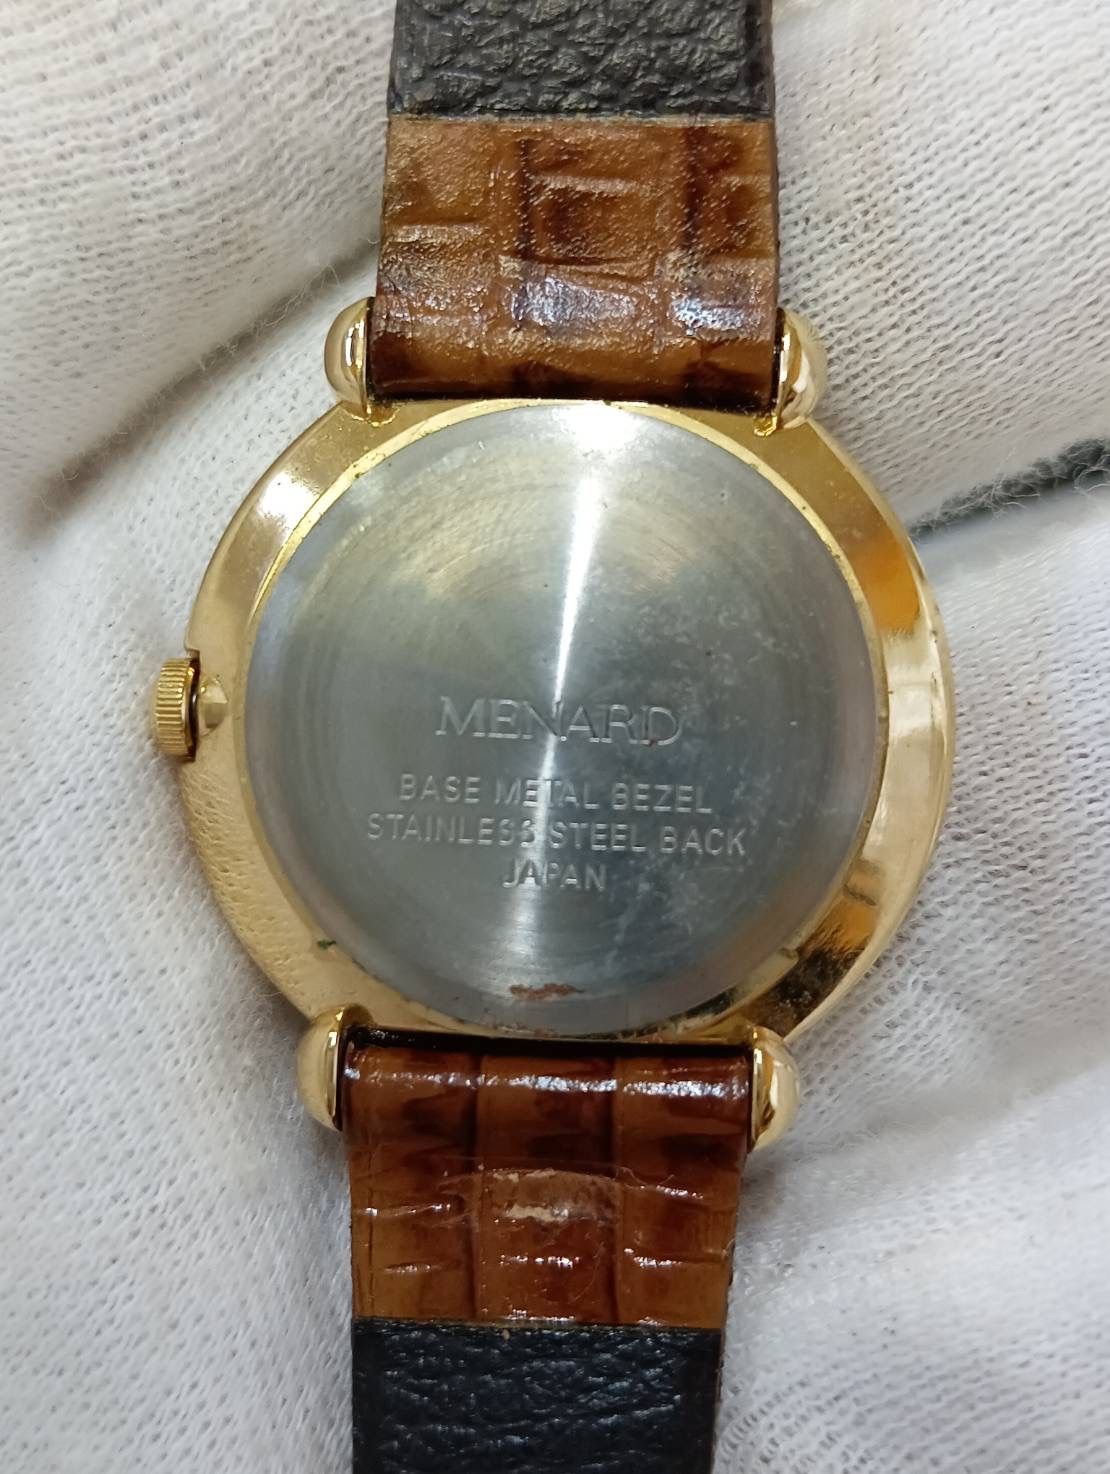 MENARD
BASE METAL BEZEL
STAINLESS STEEL BACK
JAPAN